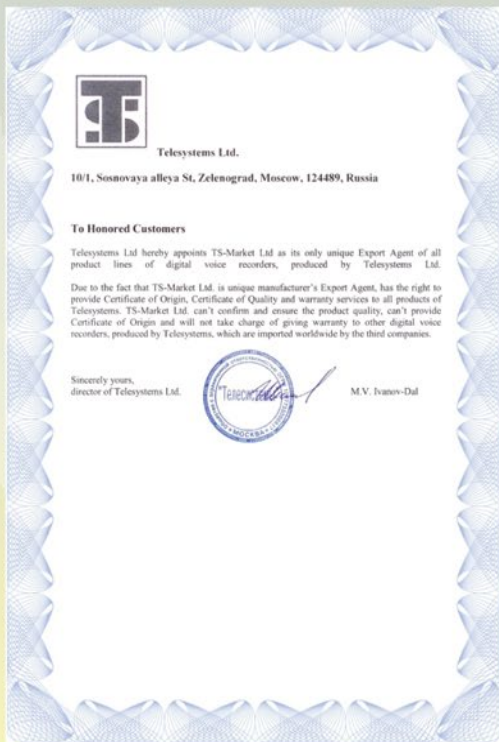 TS
Telesystems Ltd.
10/1, Sosnovaya alleya St, Zelenograd, Moscow, 124489, Russia
To Honored Customers
Telesystems Ltd hereby appoints TS-Market Ltd as its only unique Export Agent of all
product lines of digital voice recorders, produced by Telesystems Ltd.
Due to the fact that TS-Market Ltd. is unique manufacturer's Export Agent, has the right to
provide Certificate of Origin, Certificate of Quality and warranty services to all products of
Telesystems. TS-Market Ltd. can't confirm and ensure the product quality, can't provide
Certificate of Origin and will not take charge of giving warranty to other digital voice
recorders, produced by Telesystems, which are imported worldwide by the third companies.
Sincerely yours,
director of Telesystems Ltd.
M.V. Ivanov-Dal
МОСКВА